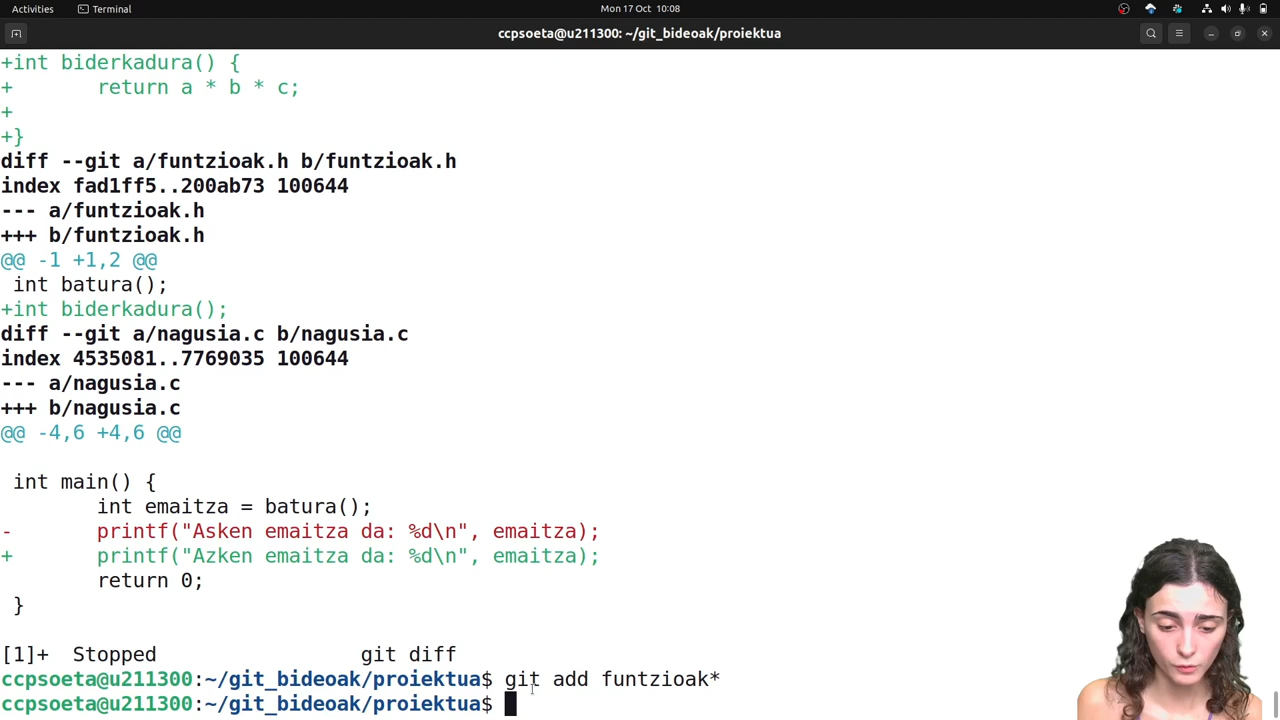 Activities Terminal Mon 17 Oct 10:08
ccpsoeta@u211300: ~/git_bideoak/proiektua
+int biderkadura() {
+       return a * b * c;
+
+}
diff --git a/funtzioak.h b/funtzioak.h
index fad1ff5..200ab73 100644
--- a/funtzioak.h
+++ b/funtzioak.h
@@ -1 +1,2 @@
 int batura();
+int biderkadura();
diff --git a/nagusia.c b/nagusia.c
index 4535081..7769035 100644
--- a/nagusia.c
+++ b/nagusia.c
@@ -4,6 +4,6 @@
 int main() {
        int emaitza = batura();
-       printf("Asken emaitza da: %d\n", emaitza);
+       printf("Azken emaitza da: %d\n", emaitza);
        return 0;
 }
[1]+  Stopped                 git diff
ccpsoeta@u211300:~/git_bideoak/proiektua$ git add funtzioak*
ccpsoeta@u211300:~/git_bideoak/proiektua$